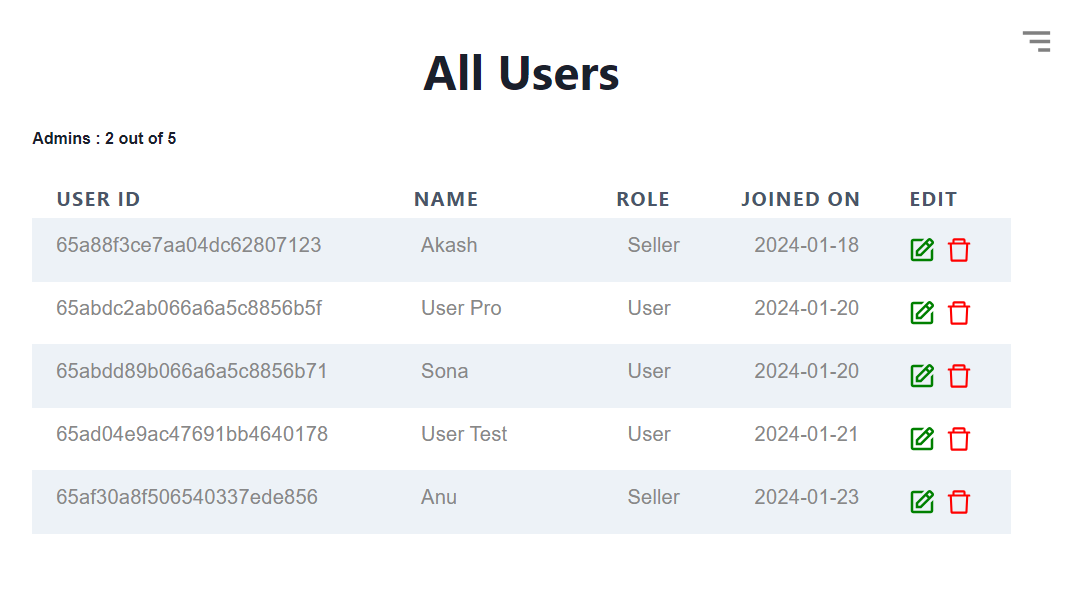 All Users
Admins : 2 out of 5
USER ID NAME ROLE JOINED ON EDIT
65a88f3ce7aa04dc62807123 Akash Seller 2024-01-18
65abdc2ab066a6a5c8856b5f User Pro User 2024-01-20
65abdd89b066a6a5c8856b71 Sona User 2024-01-20
65ad04e9ac47691bb4640178 User Test User 2024-01-21
65af30a8f506540337ede856 Anu Seller 2024-01-23